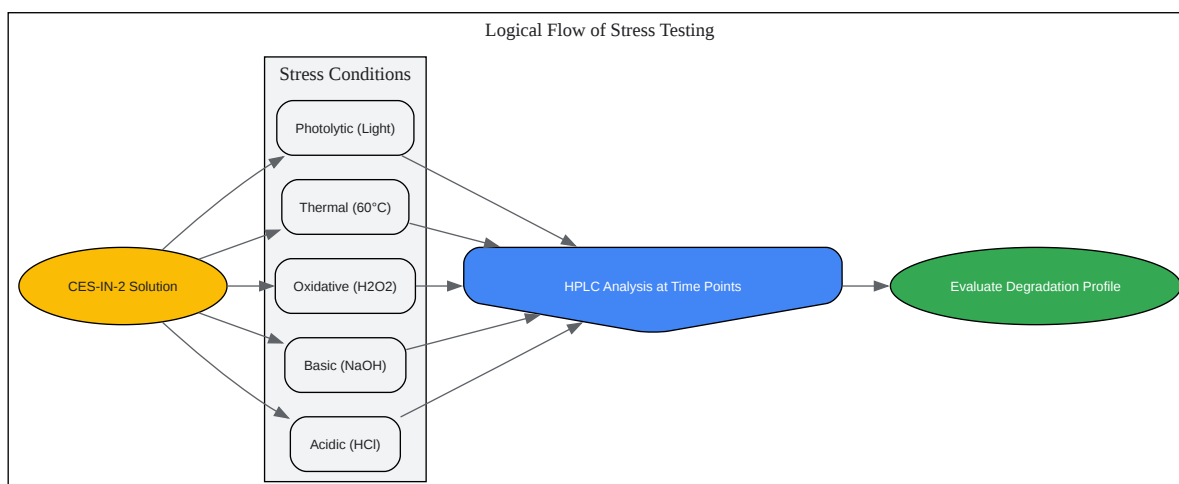 Logical Flow of Stress Testing
Stress Conditions
Photolytic (Light)
Thermal (60°C)
CES-IN-2 Solution
Oxidative (H2O2)
HPLC Analysis at Time Points
Evaluate Degradation Profile
Basic (NaOH)
Acidic (HCl)